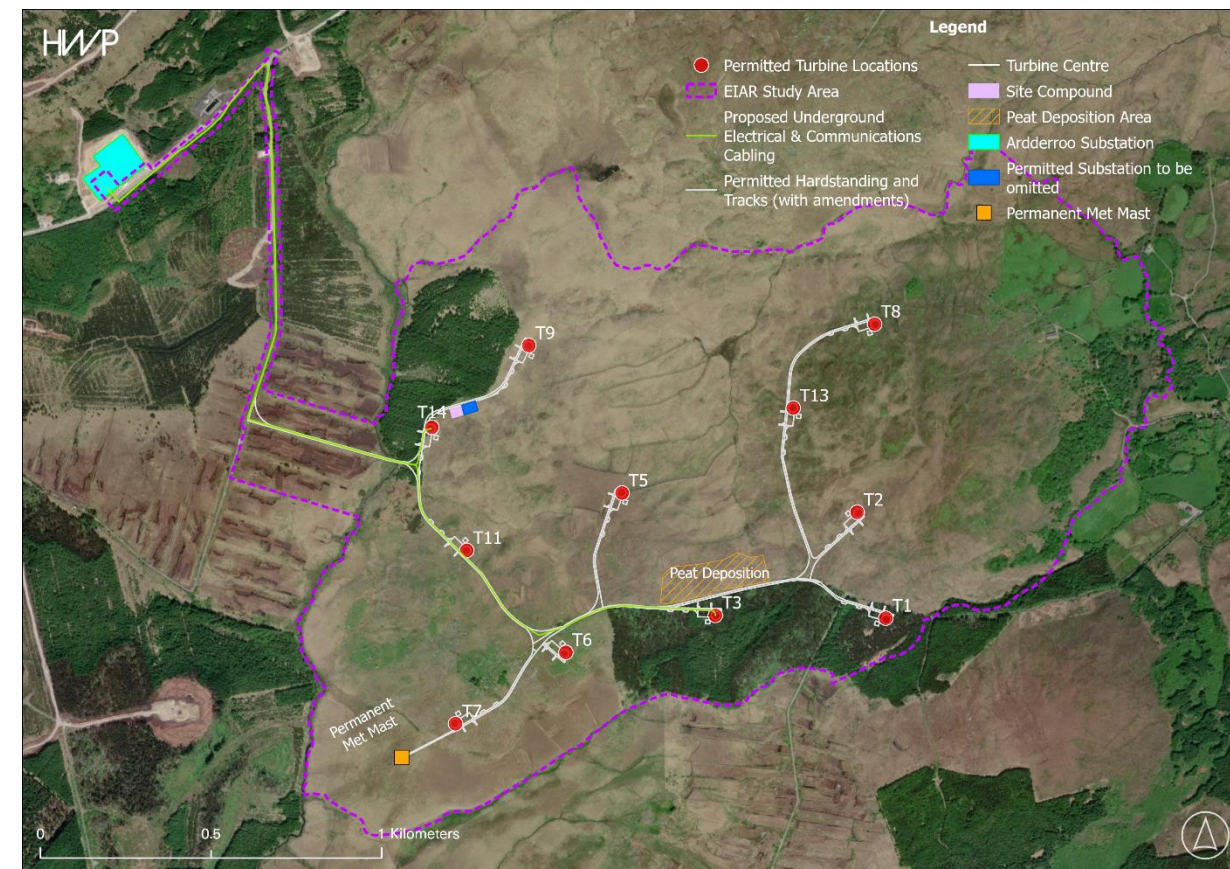 HWP
Legend
Permitted Turbine Locations
EIAR Study Area
Proposed Underground
Electrical & Communications
Cabling
Permitted Hardstanding and
Tracks (with amendments)
Turbine Centre
Site Compound
Peat Deposition Area
Ardderroo Substation
Permitted Substation to be
omitted
Permanent Met Mast
T8
T9
T13
T14
T5
T2
T11
Peat Deposition
T3
T1
T6
T7
Permanent
Met Mast
0
0.5
1 Kilometers